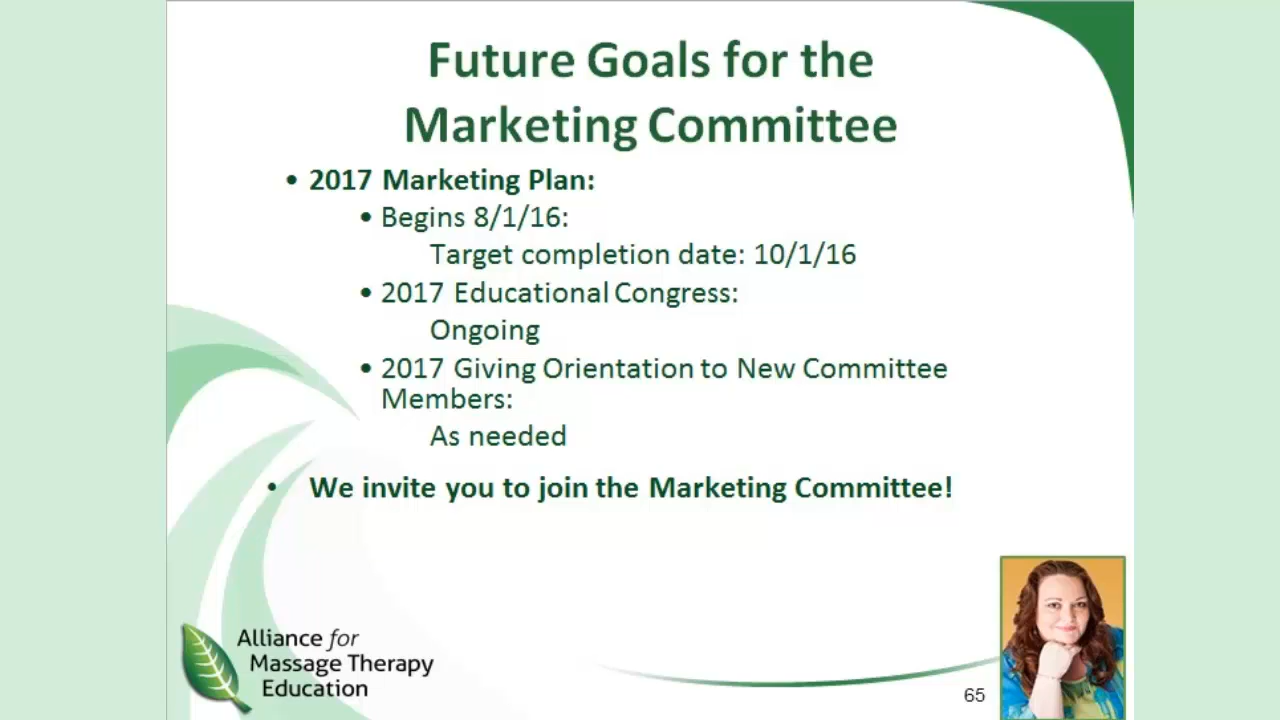 Future Goals for the
Marketing Committee
• 2017 Marketing Plan:
• Begins 8/1/16:
Target completion date: 10/1/16
• 2017 Educational Congress:
Ongoing
• 2017 Giving Orientation to New Committee
Members:
As needed
• We invite you to join the Marketing Committee!
Alliance for
Massage Therapy
Education
65